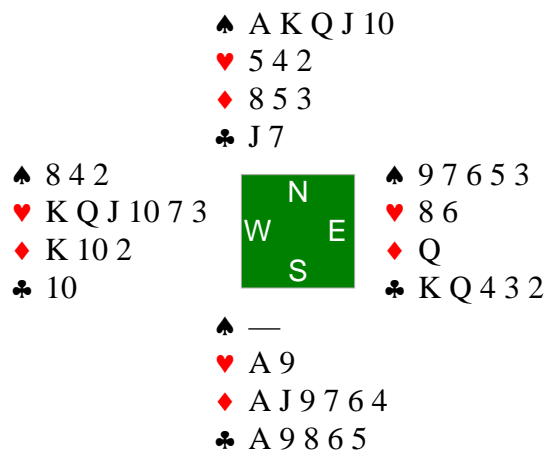 ♠ A K Q J 10
♥ 5 4 2
♦ 8 5 3
♣ J 7
♠ 8 4 2
♥ K Q J 10 7 3
♦ K 10 2
♣ 10
N
W E
S
♠ 9 7 6 5 3
♥ 8 6
♦ Q
♣ K Q 4 3 2
♠ —
♥ A 9
♦ A J 9 7 6 4
♣ A 9 8 6 5